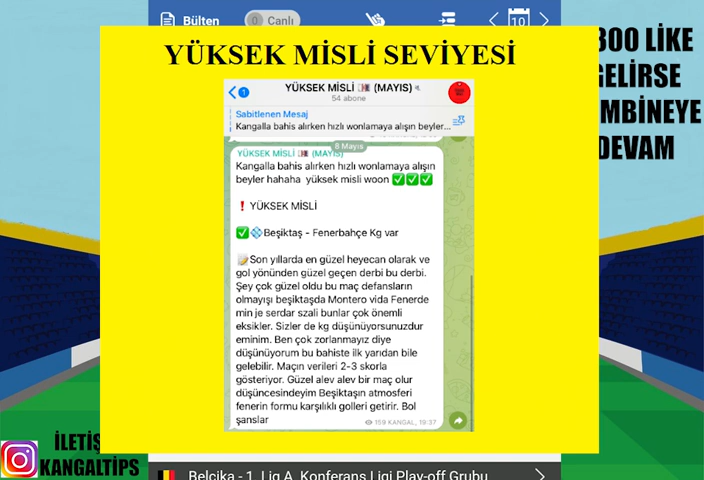 Bülten
0 Canlı
10
YÜKSEK MİSLİ SEVİYESİ
300 LİKE
GELİRSE
MBİNEYE
DEVAM
1
YÜKSEK MİSLİ (MAYIS)
54 abone
Sabitlenen Mesaj
Kangalla bahis alırken hızlı wonlamaya alışın beyler...
8 Mayıs
YÜKSEK MİSLİ (MAYIS)
Kangalla bahis alırken hızlı wonlamaya alışın
beyler hahaha yüksek misli woon ✅✅✅
❗ YÜKSEK MİSLİ
✅💠Beşiktaş - Fenerbahçe Kg var
📝Son yıllarda en güzel heyecan olarak ve
gol yönünden güzel geçen derbi bu derbi.
Şey çok güzel oldu bu maç defansların
olmayışı beşiktaşda Montero vida Fenerde
min je serdar szali bunlar çok önemli
eksikler. Sizler de kg düşünüyorsunuzdur
eminim. Ben çok zorlanmayız diye
düşünüyorum bu bahiste ilk yarıdan bile
gelebilir. Maçın verileri 2-3 skorla
gösteriyor. Güzel alev alev bir maç olur
düşüncesindeyim Beşiktaşın atmosferi
fenerin formu karşılıklı golleri getirir. Bol
şanslar
159 KANGAL, 19:37
İLETİŞ
KANGALTİPS
Belçika - 1. Lig A, Konferans Ligi Play-off Grubu